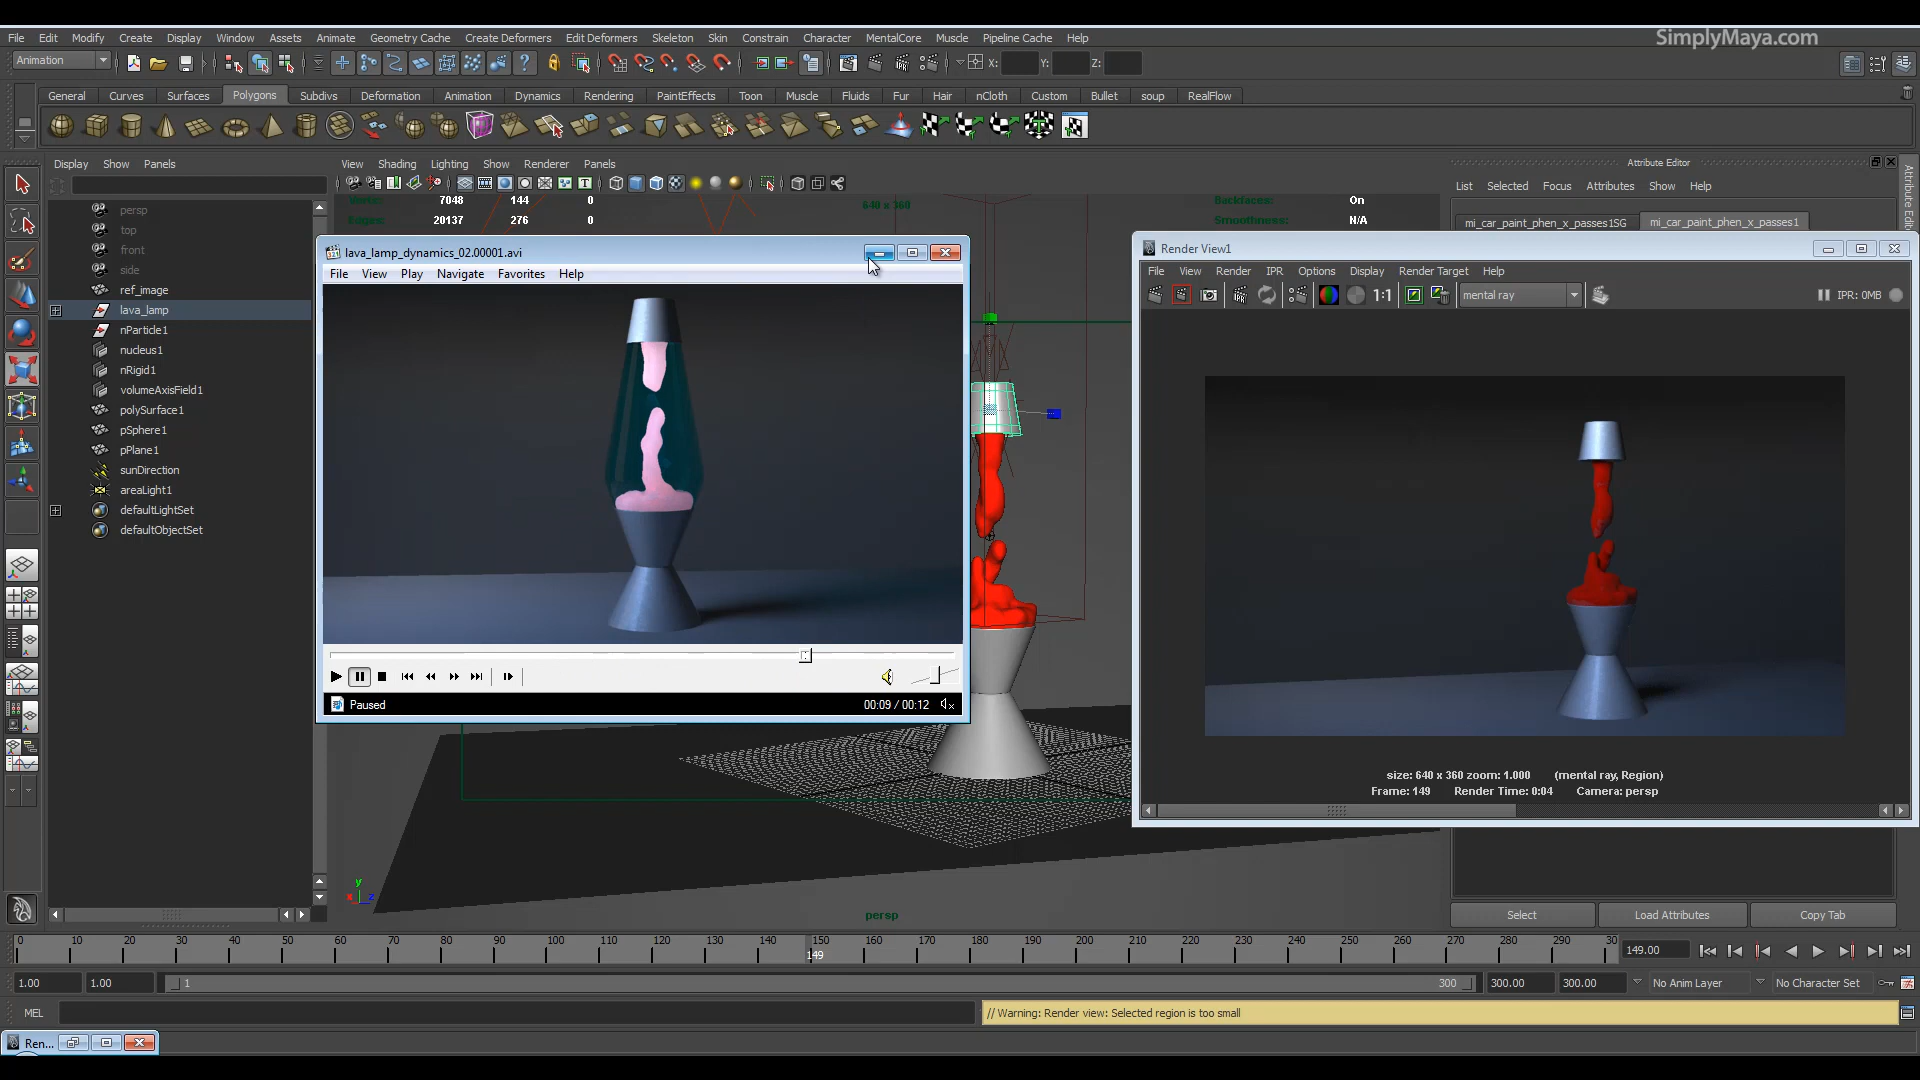 File Edit Modify Create Display Window Assets Animate Geometry Cache Create Deformers Edit Deformers Skeleton Skin Constrain Character MentalCore Muscle Pipeline Cache Help
SimplyMaya.com
Animation X: Y: Z:
General Curves Surfaces Polygons Subdivs Deformation Animation Dynamics Rendering PaintEffects Toon Muscle Fluids Fur Hair nCloth Custom Bullet soup RealFlow
Display Show Panels
View Shading Lighting Show Renderer Panels
Attribute Editor
List Selected Focus Attributes Show Help
Attribute Editor
mi_car_paint_phen_x_passes1SG mi_car_paint_phen_x_passes1
7048 144 0
Edges: 20137 276 0
640 x 360
Backfaces: On
Smoothness: N/A
persp
top
front
side
ref_image
lava_lamp
nParticle1
nucleus1
nRigid1
volumeAxisField1
polySurface1
pSphere1
pPlane1
sunDirection
areaLight1
defaultLightSet
defaultObjectSet
lava_lamp_dynamics_02.00001.avi
File View Play Navigate Favorites Help
Paused 00:09 / 00:12
Render View1
File View Render IPR Options Display Render Target Help
1:1 mental ray IPR: 0MB
size: 640 x 360 zoom: 1.000 (mental ray, Region)
Frame: 149 Render Time: 0:04 Camera: persp
y
x z
persp
Select Load Attributes Copy Tab
0 10 20 30 40 50 60 70 80 90 100 110 120 130 140 150 160 170 180 190 200 210 220 230 240 250 260 270 280 290 30
149
149.00
1.00 1.00 1 300 300.00 300.00 No Anim Layer No Character Set
MEL
// Warning: Render view: Selected region is too small
Ren...